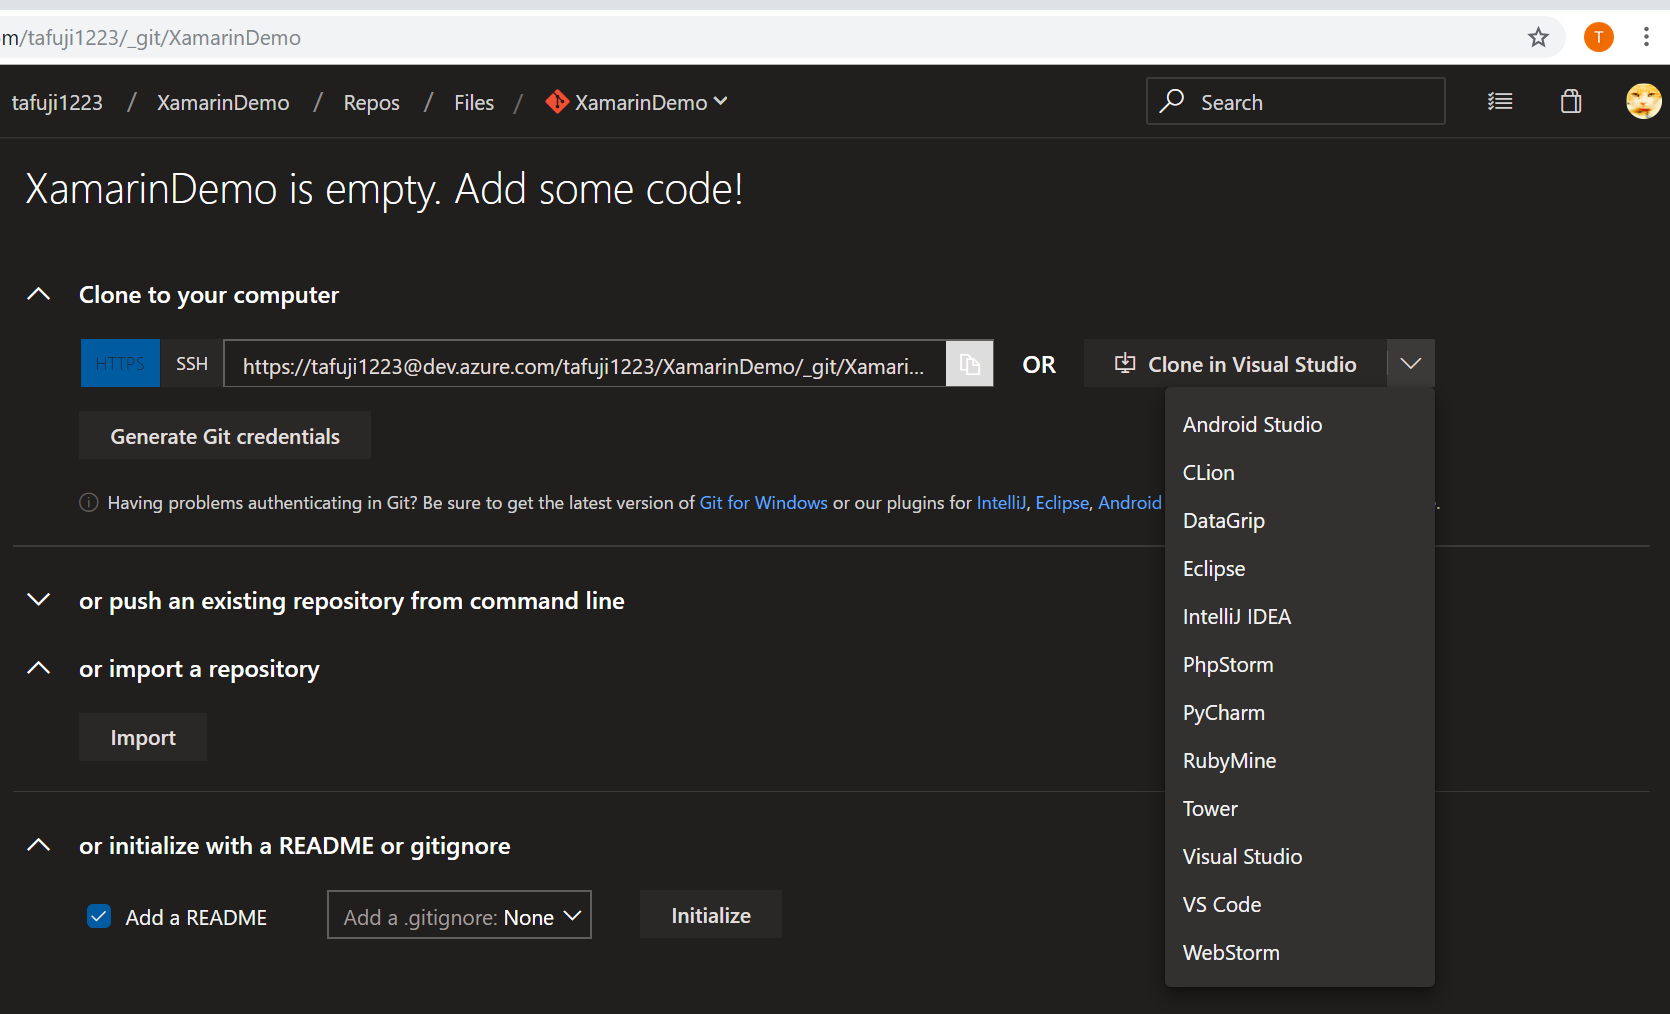 m/tafuji1223/_git/XamarinDemo
T
tafuji1223 / XamarinDemo / Repos / Files / XamarinDemo
Search
XamarinDemo is empty. Add some code!
Clone to your computer
HTTPS SSH https://tafuji1223@dev.azure.com/tafuji1223/XamarinDemo/_git/Xamari... OR Clone in Visual Studio
Generate Git credentials
Having problems authenticating in Git? Be sure to get the latest version of Git for Windows or our plugins for IntelliJ, Eclipse, Android .
or push an existing repository from command line
or import a repository
Import
or initialize with a README or gitignore
Add a README
Add a .gitignore: None
Initialize
Android Studio
CLion
DataGrip
Eclipse
IntelliJ IDEA
PhpStorm
PyCharm
RubyMine
Tower
Visual Studio
VS Code
WebStorm